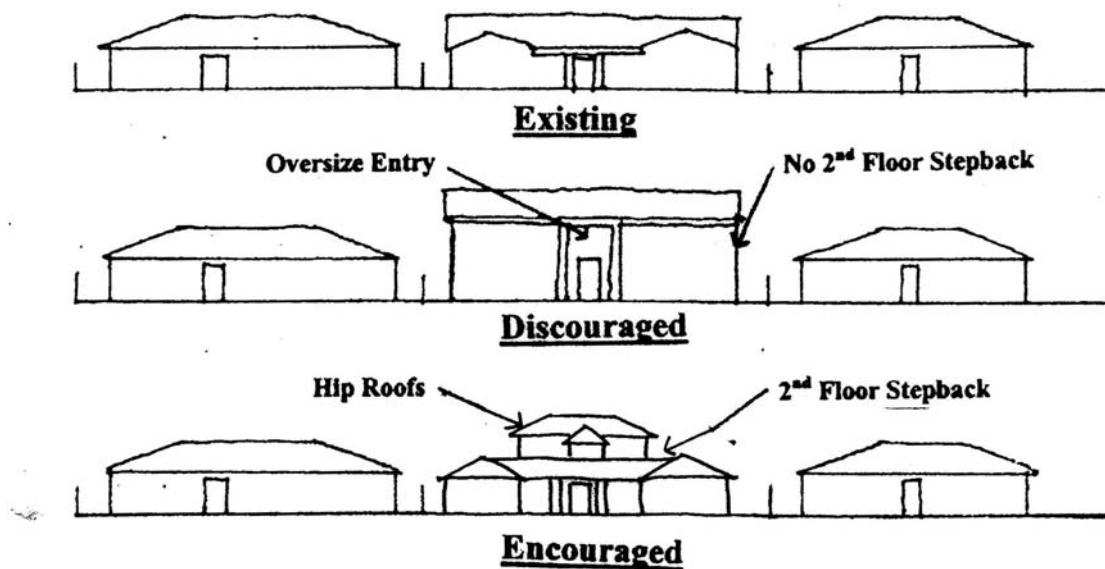 Existing
Oversize Entry
No 2nd Floor Stepback
Discouraged
Hip Roofs
2nd Floor Stepback
Encouraged